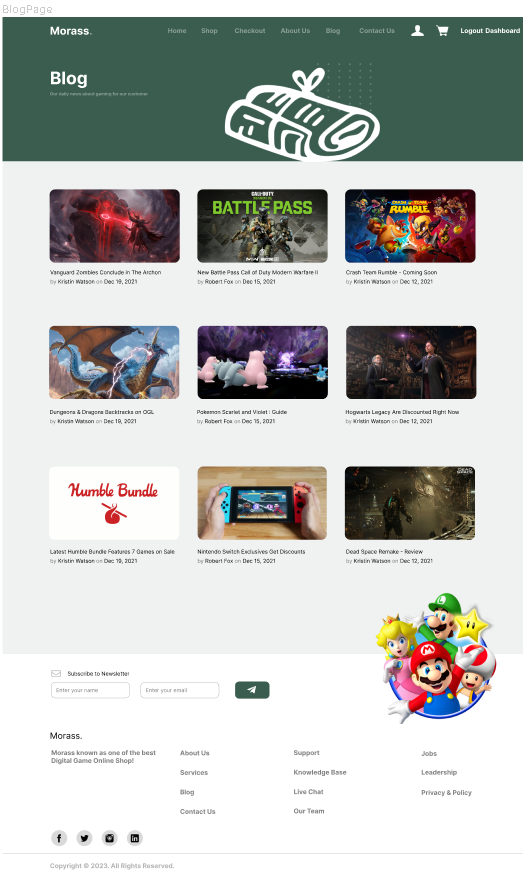 BlogPage
Morass.
Home Shop Checkout About Us Blog Contact Us Logout Dashboard
Blog
Our daily news about gaming for our customer
CALL OF DUTY
BATTLE PASS
CRASH TEAM
RUMBLE
Vanguard Zombies Conclude in The Archon
by Kristin Watson on Dec 19, 2021
New Battle Pass Call of Duty Modern Warfare II
by Robert Fox on Dec 15, 2021
Crash Team Rumble - Coming Soon
by Kristin Watson on Dec 12, 2021
Dungeons & Dragons Backtracks on OGL
by Kristin Watson on Dec 19, 2021
Pokemon Scarlet and Violet : Guide
by Robert Fox on Dec 15, 2021
Hogwarts Legacy Are Discounted Right Now
by Kristin Watson on Dec 12, 2021
Humble Bundle
DEAD SPACE
Latest Humble Bundle Features 7 Games on Sale
by Kristin Watson on Dec 19, 2021
Nintendo Switch Exclusives Get Discounts
by Robert Fox on Dec 15, 2021
Dead Space Remake - Review
by Kristin Watson on Dec 12, 2021
Subscribe to Newsletter
Enter your name
Enter your email
Morass.
Morass known as one of the best
Digital Game Online Shop!
About Us
Services
Blog
Contact Us
Support
Knowledge Base
Live Chat
Our Team
Jobs
Leadership
Privacy & Policy
Copyright © 2023. All Rights Reserved.